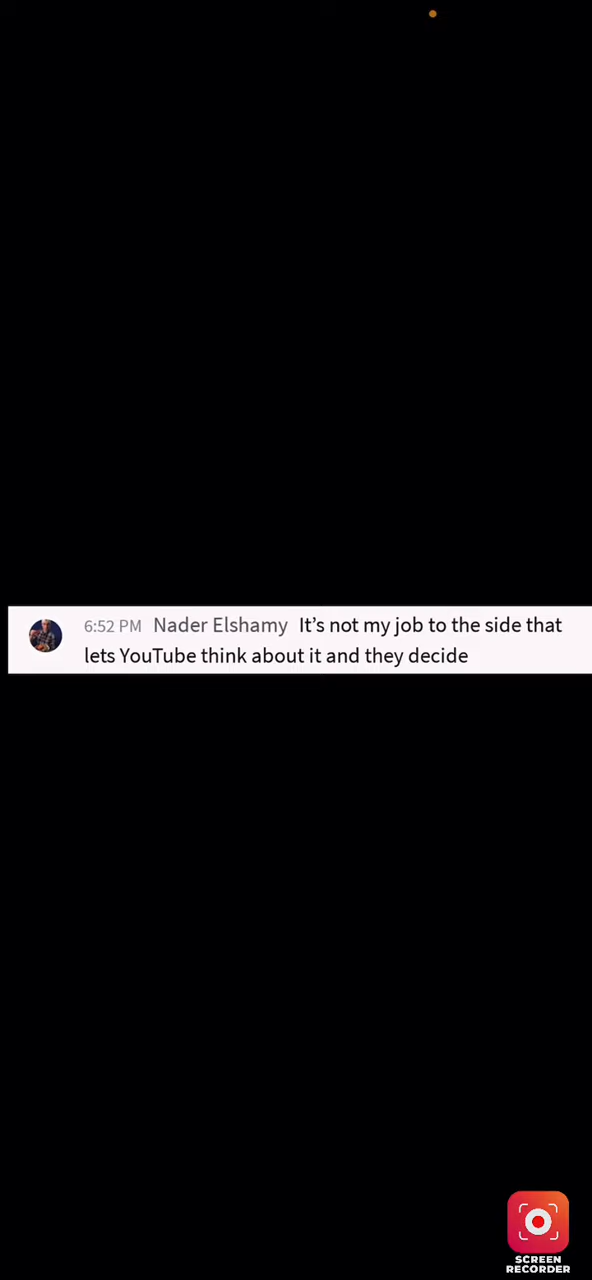 6:52 PM Nader Elshamy It’s not my job to the side that
lets YouTube think about it and they decide
SCREEN
RECORDER